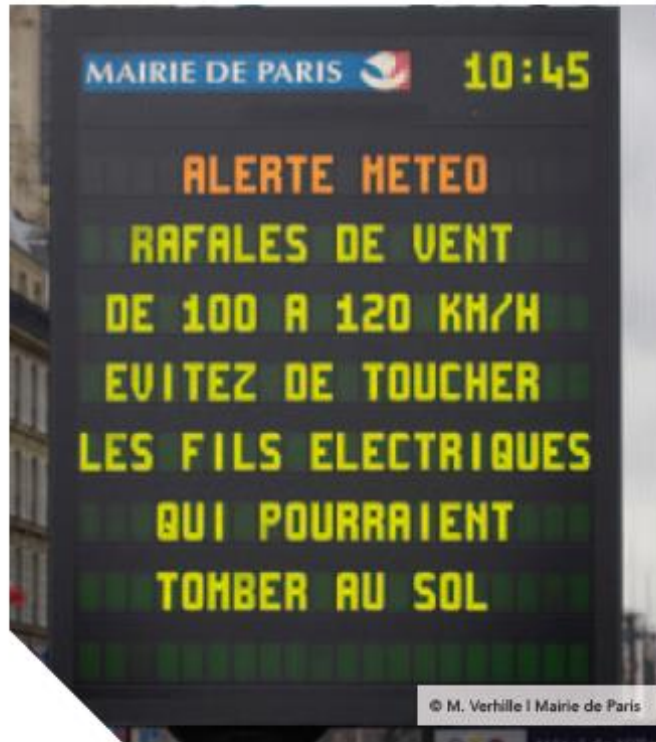 MAIRIE DE PARIS 10:45
ALERTE METEO
RAFALES DE VENT
DE 100 A 120 KM/H
EVITEZ DE TOUCHER
LES FILS ELECTRIQUES
QUI POURRAIENT
TOMBER AU SOL
© M. Verhille I Mairie de Paris